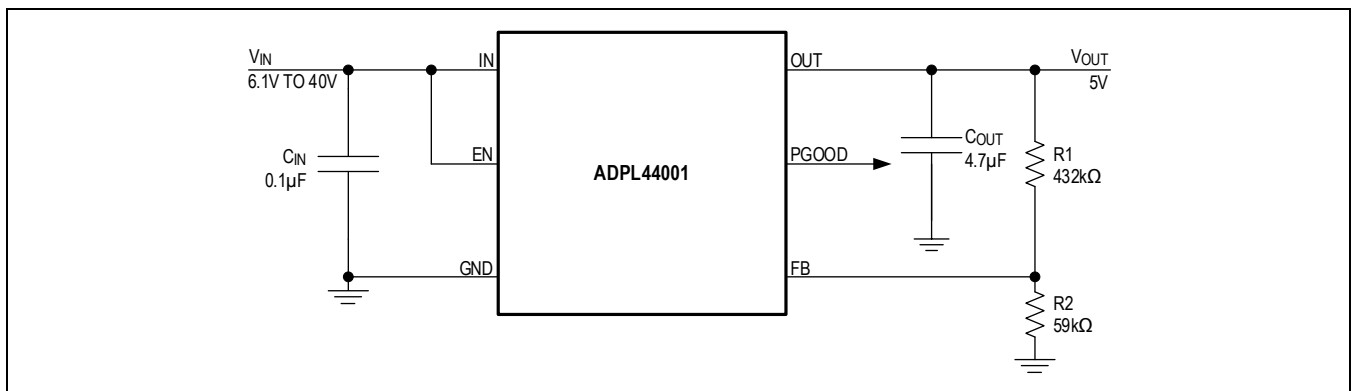 VIN
6.1V TO 40V
CIN
0.1µF
IN
EN
GND
ADPL44001
OUT
PGOOD
FB
COUT
4.7µF
VOUT
5V
R1
432kΩ
R2
59kΩ